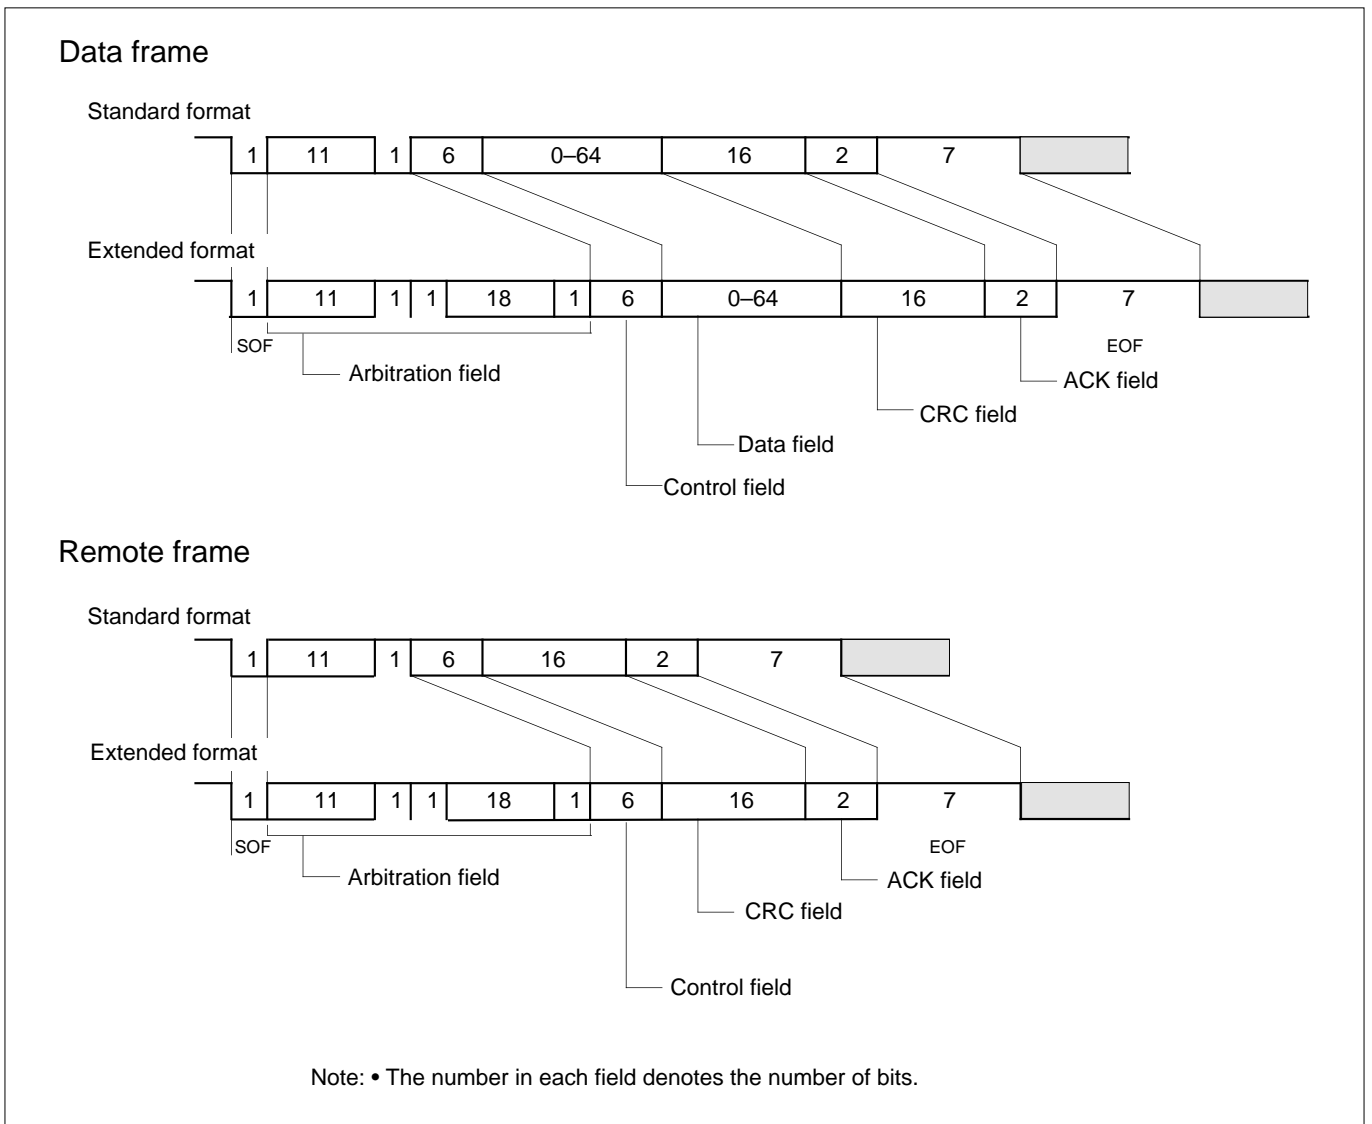 Data frame
Standard format
1 11 1 6 0–64 16 2 7
Extended format
1 11 1 1 18 1 6 0–64 16 2 7
SOF EOF
Arbitration field ACK field
CRC field
Data field
Control field
Remote frame
Standard format
1 11 1 6 16 2 7
Extended format
1 11 1 1 18 1 6 16 2 7
SOF EOF
Arbitration field ACK field
CRC field
Control field
Note: • The number in each field denotes the number of bits.